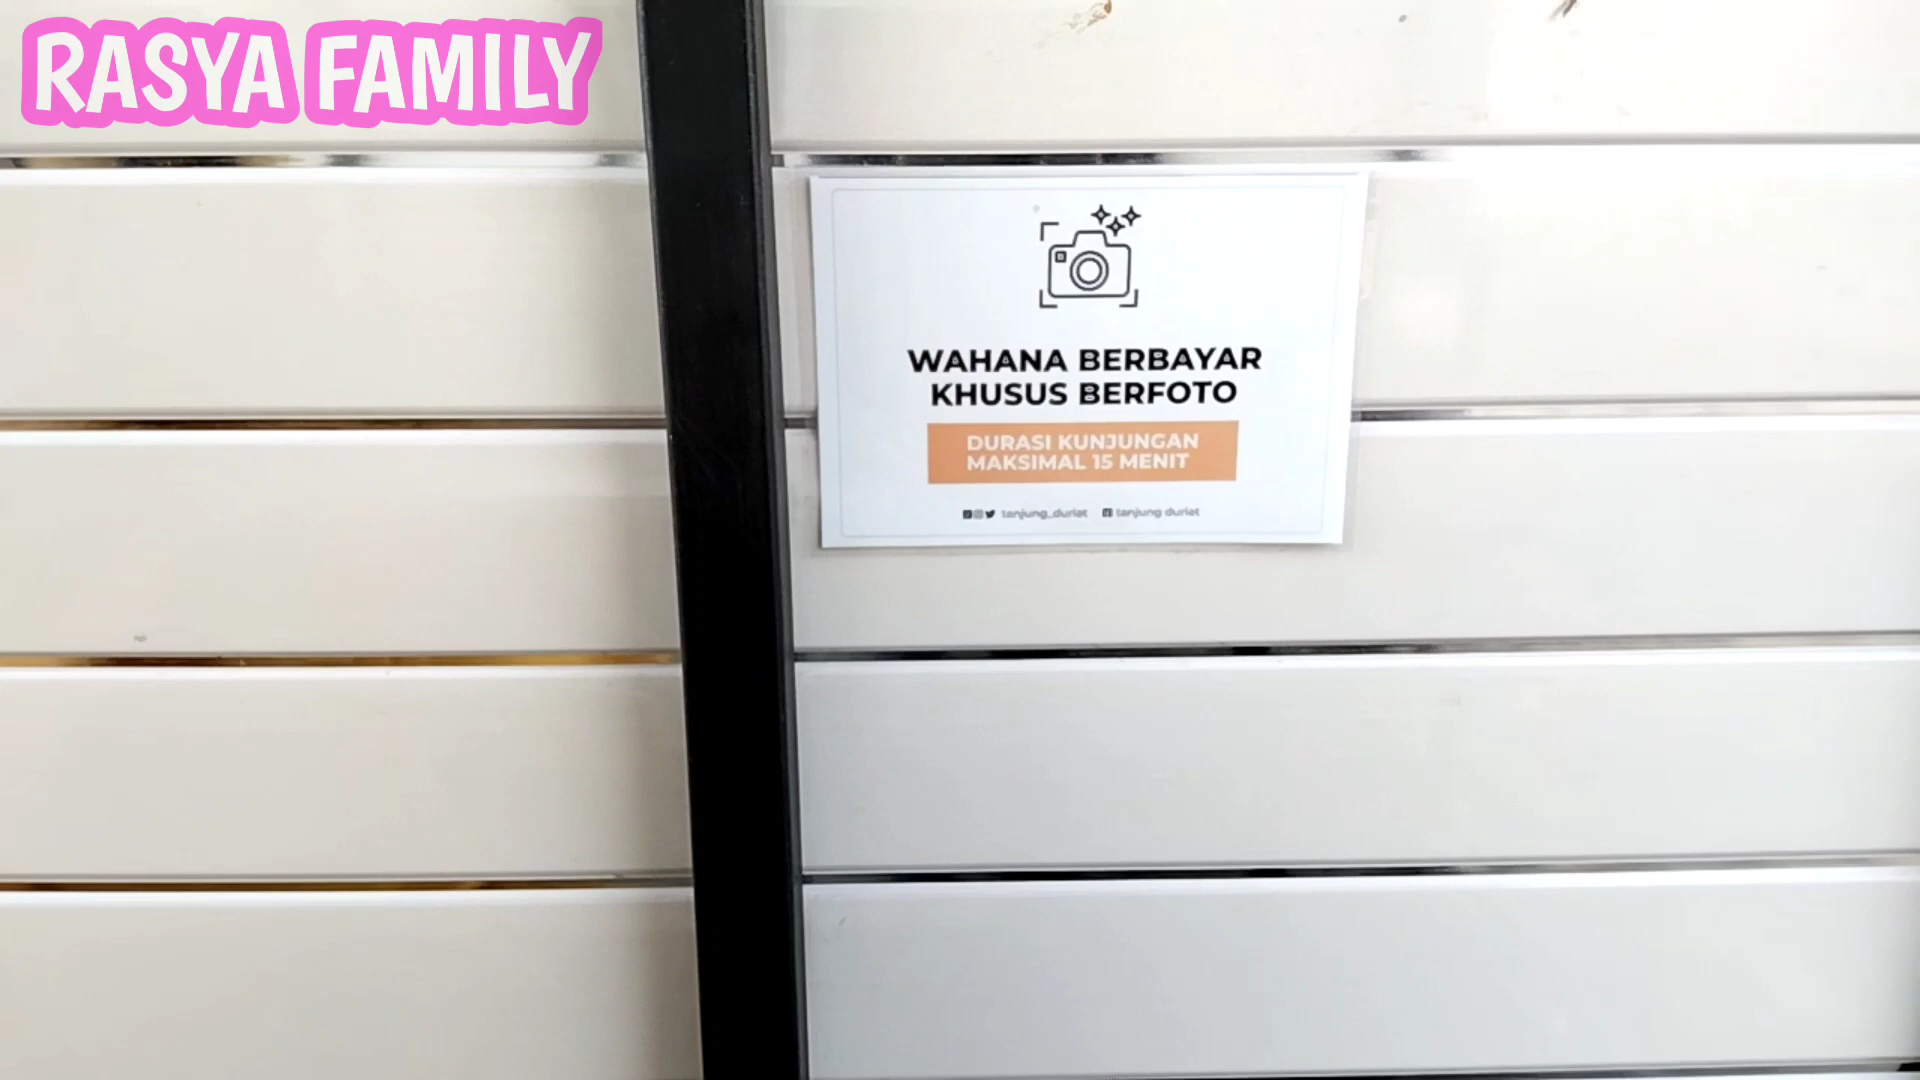 RASYA FAMILY
WAHANA BERBAYAR
KHUSUS BERFOTO
DURASI KUNJUNGAN
MAKSIMAL 15 MENIT
tanjung_duriat tanjung duriat